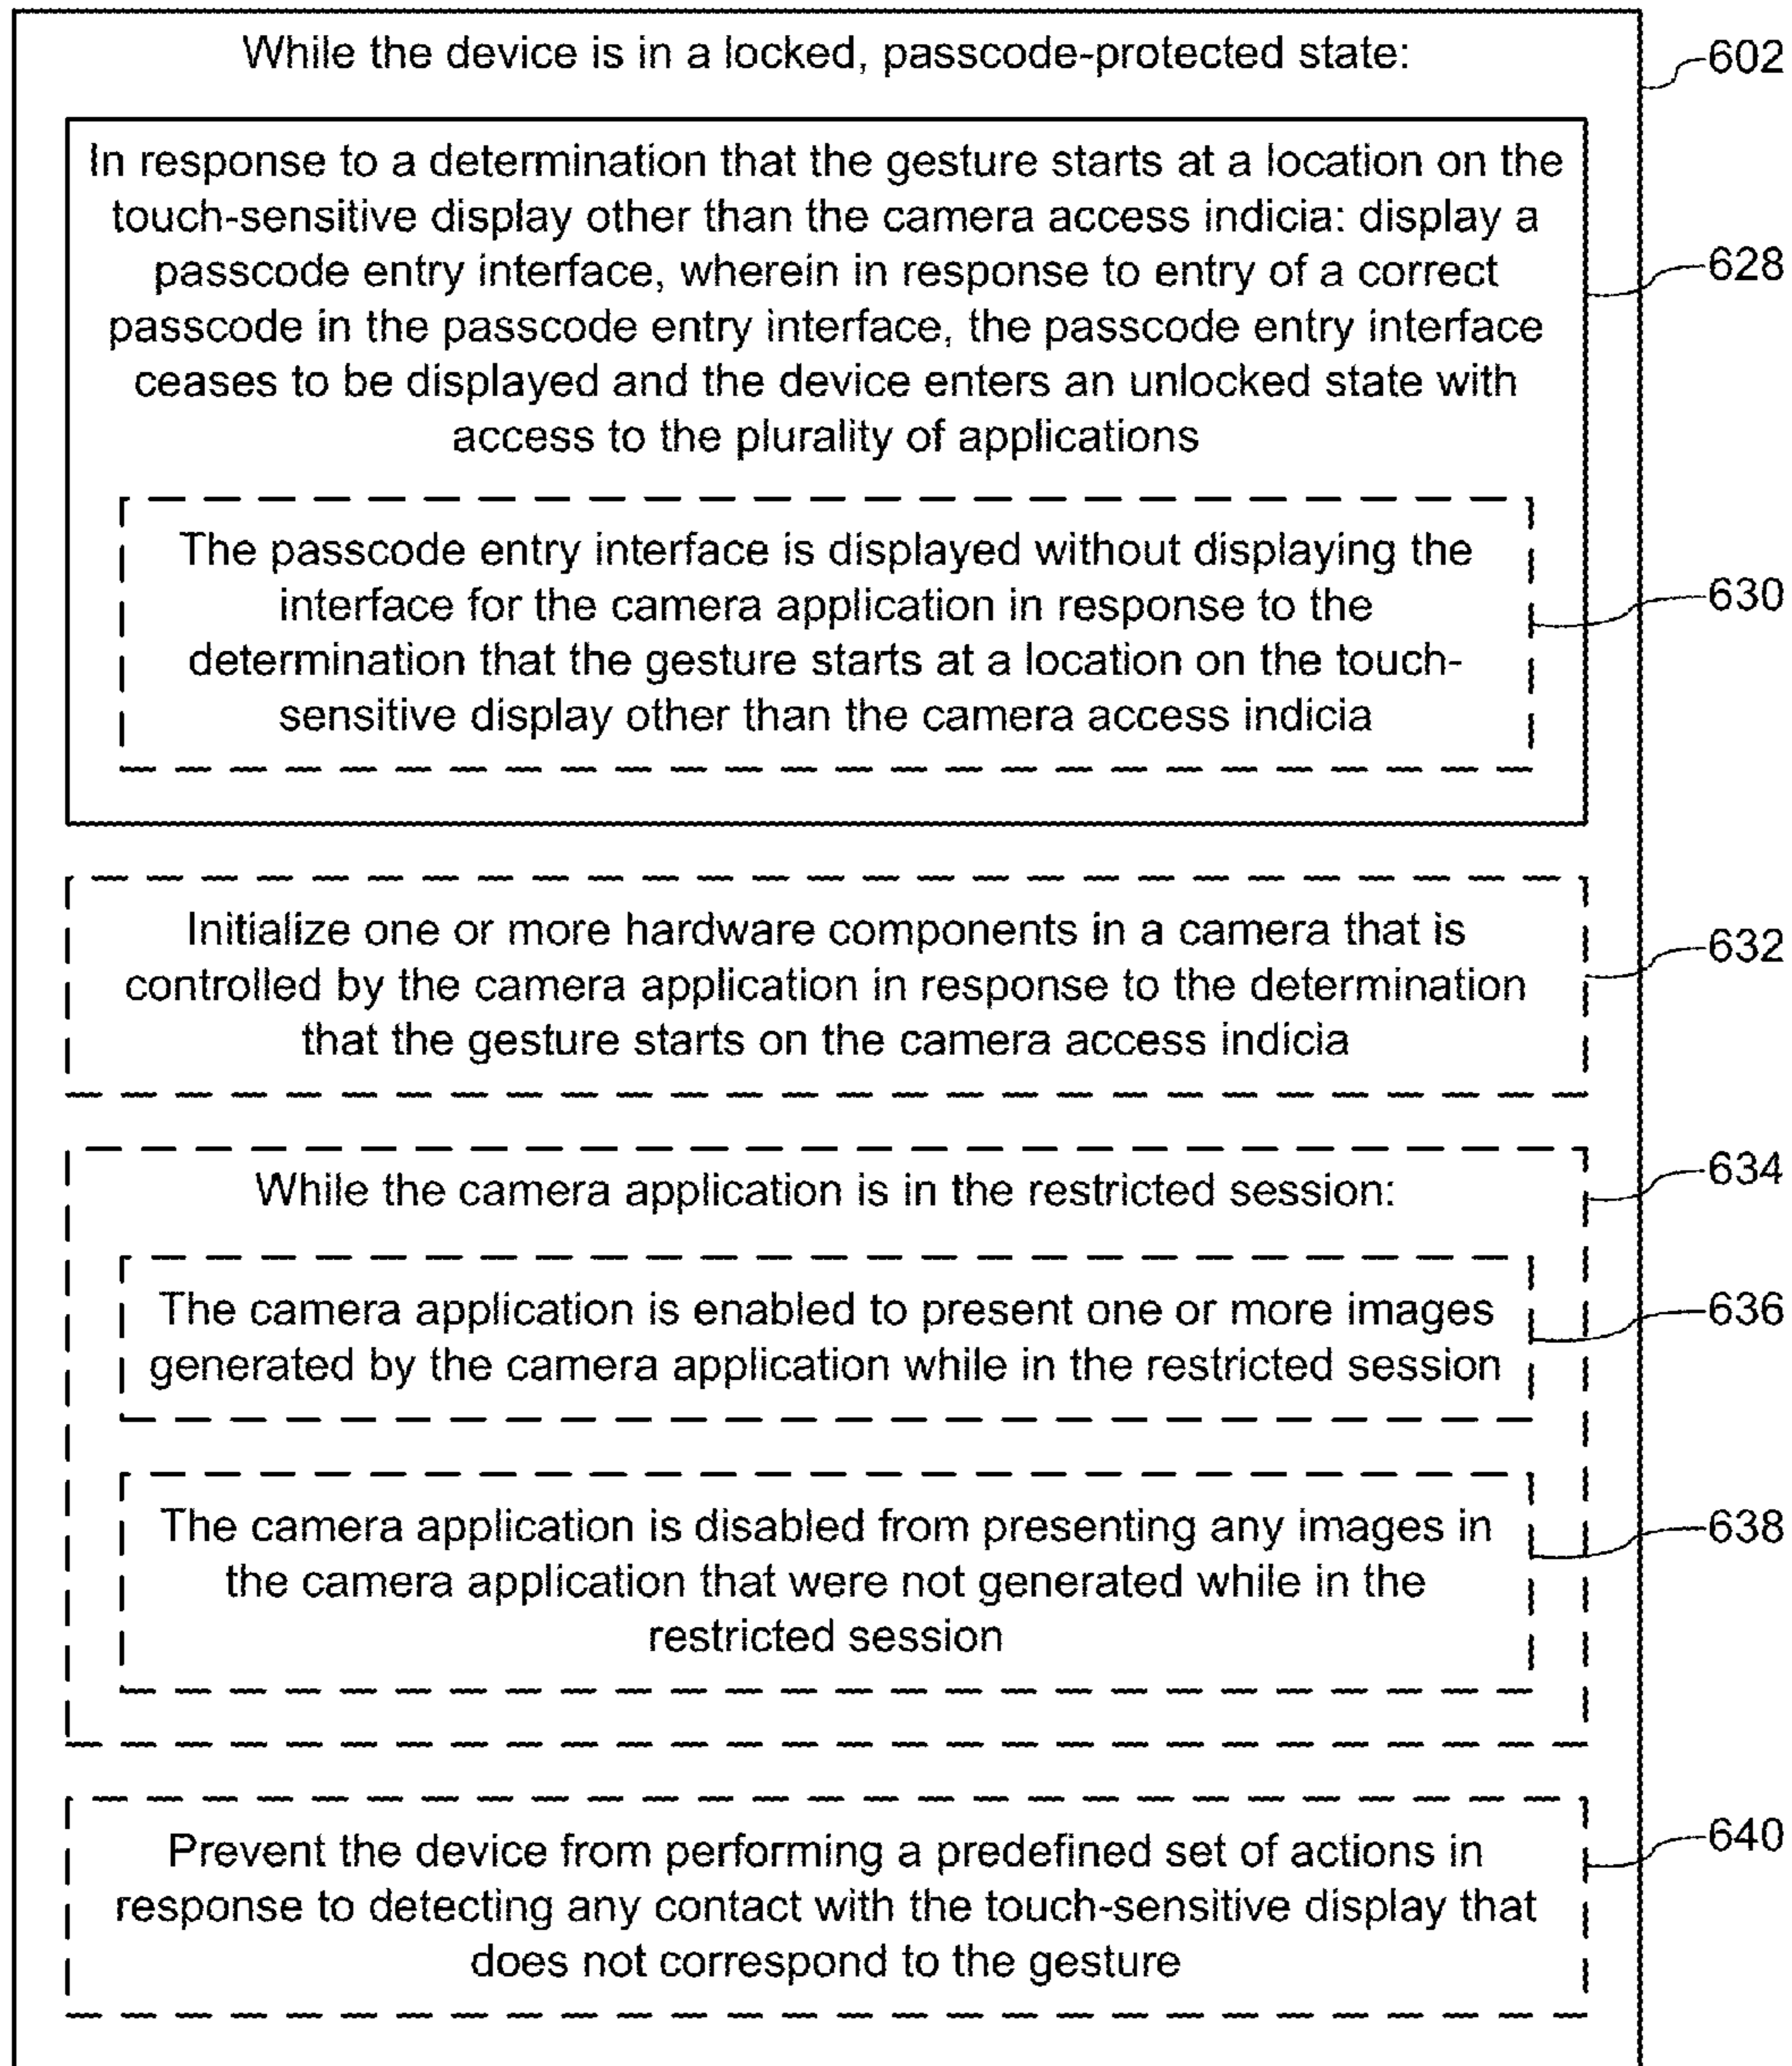 While the device is in a locked, passcode-protected state:
602
In response to a determination that the gesture starts at a location on the
touch-sensitive display other than the camera access indicia: display a
passcode entry interface, wherein in response to entry of a correct
passcode in the passcode entry interface, the passcode entry interface
ceases to be displayed and the device enters an unlocked state with
access to the plurality of applications
628
The passcode entry interface is displayed without displaying the
interface for the camera application in response to the
determination that the gesture starts at a location on the touch-
sensitive display other than the camera access indicia
630
Initialize one or more hardware components in a camera that is
controlled by the camera application in response to the determination
that the gesture starts on the camera access indicia
632
While the camera application is in the restricted session:
634
The camera application is enabled to present one or more images
generated by the camera application while in the restricted session
636
The camera application is disabled from presenting any images in
the camera application that were not generated while in the
restricted session
638
Prevent the device from performing a predefined set of actions in
response to detecting any contact with the touch-sensitive display that
does not correspond to the gesture
640